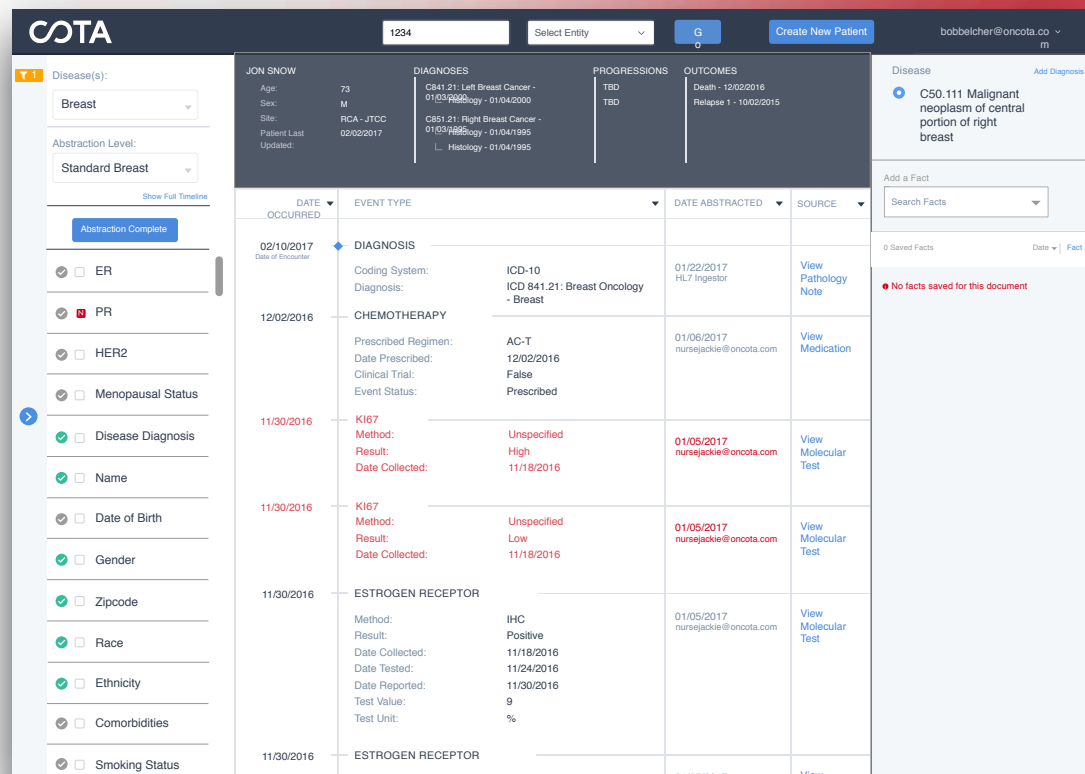 COTA
1234
Select Entity
G
o
Create New Patient
bobbelcher@oncota.co
m
1
Disease(s):
Breast
Abstraction Level:
Standard Breast
Show Full Timeline
Abstraction Complete
ER
N PR
HER2
Menopausal Status
Disease Diagnosis
Name
Date of Birth
Gender
Zipcode
Race
Ethnicity
Comorbidities
Smoking Status
JON SNOW
Age: 73
Sex: M
Site: RCA - JTCC
Patient Last 02/02/2017
Updated:
DIAGNOSES
C841.21: Left Breast Cancer -
01/03/2000
Histology - 01/04/2000
C851.21: Right Breast Cancer -
01/03/1995
Histology - 01/04/1995
Histology - 01/04/1995
PROGRESSIONS
TBD
TBD
OUTCOMES
Death - 12/02/2016
Relapse 1 - 10/02/2015
DATE
OCCURRED
EVENT TYPE
DATE ABSTRACTED
SOURCE
02/10/2017
Date of Encounter
DIAGNOSIS
Coding System: ICD-10
Diagnosis: ICD 841.21: Breast Oncology
- Breast
01/22/2017
HL7 Ingestor
View
Pathology
Note
12/02/2016
CHEMOTHERAPY
Prescribed Regimen: AC-T
Date Prescribed: 12/02/2016
Clinical Trial: False
Event Status: Prescribed
01/06/2017
nursejackie@oncota.com
View
Medication
11/30/2016
KI67
Method: Unspecified
Result: High
Date Collected: 11/18/2016
01/05/2017
nursejackie@oncota.com
View
Molecular
Test
11/30/2016
KI67
Method: Unspecified
Result: Low
Date Collected: 11/18/2016
01/05/2017
nursejackie@oncota.com
View
Molecular
Test
11/30/2016
ESTROGEN RECEPTOR
Method: IHC
Result: Positive
Date Collected: 11/18/2016
Date Tested: 11/24/2016
Date Reported: 11/30/2016
Test Value: 9
Test Unit: %
01/05/2017
nursejackie@oncota.com
View
Molecular
Test
11/30/2016
ESTROGEN RECEPTOR
View
Disease
Add Diagnosis
C50.111 Malignant
neoplasm of central
portion of right
breast
Add a Fact
Search Facts
0 Saved Facts
Date
Fact
No facts saved for this document